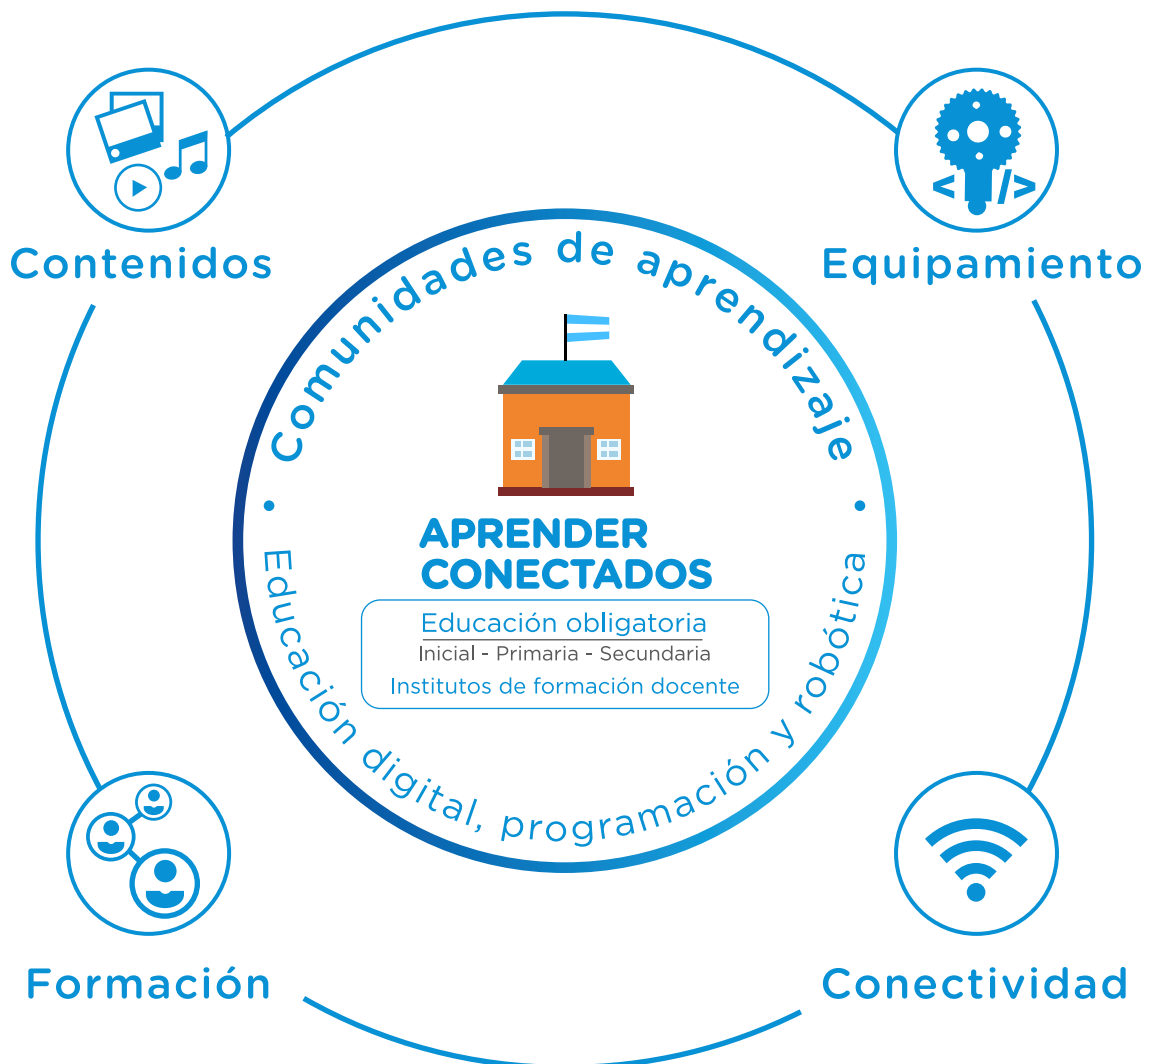 Contenidos
Equipamiento
Comunidades de aprendizaje
APRENDER
CONECTADOS
Educación obligatoria
Inicial - Primaria - Secundaria
Institutos de formación docente
Educación digital, programación y robótica
Formación
Conectividad